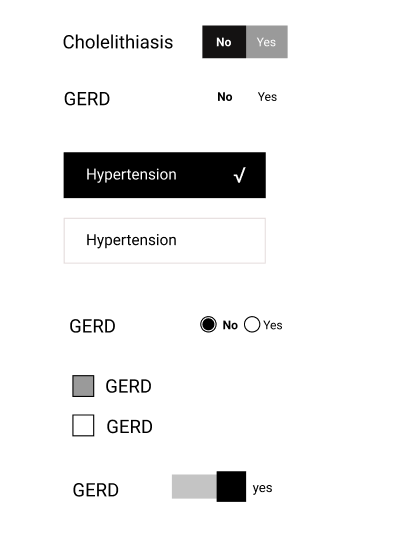 Cholelithiasis No Yes
GERD No Yes
Hypertension √
Hypertension
GERD No Yes
GERD
GERD
GERD yes